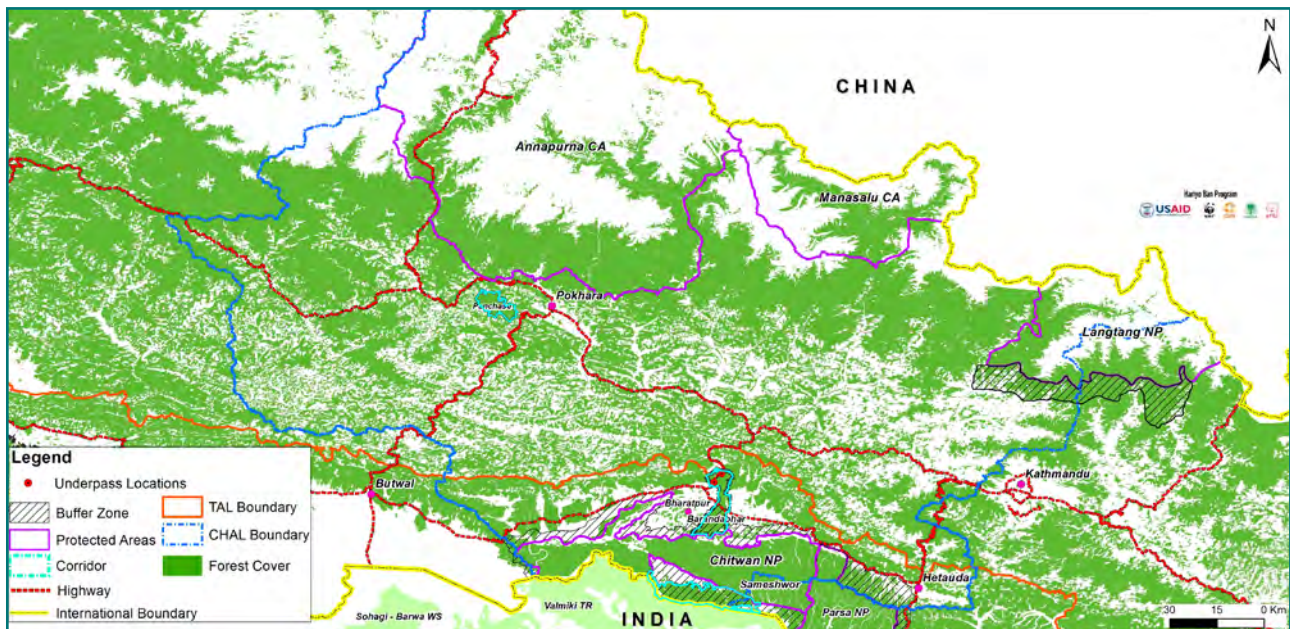 N
CHINA
Annapurna CA
Manasalu CA
Hariyo Ban Program
USAID
WWF
Pokhara
Langtang NP
Legend
Underpass Locations
Buffer Zone
Protected Areas
Corridor
Highway
International Boundary
TAL Boundary
CHAL Boundary
Forest Cover
Butwal
Kathmandu
Bharatpur
Barandabhar
Chitwan NP
Hetauda
Sameshwor
Valmiki TR
Parsa NP
Sohagi - Barwa WS
INDIA
30 15 0 Km